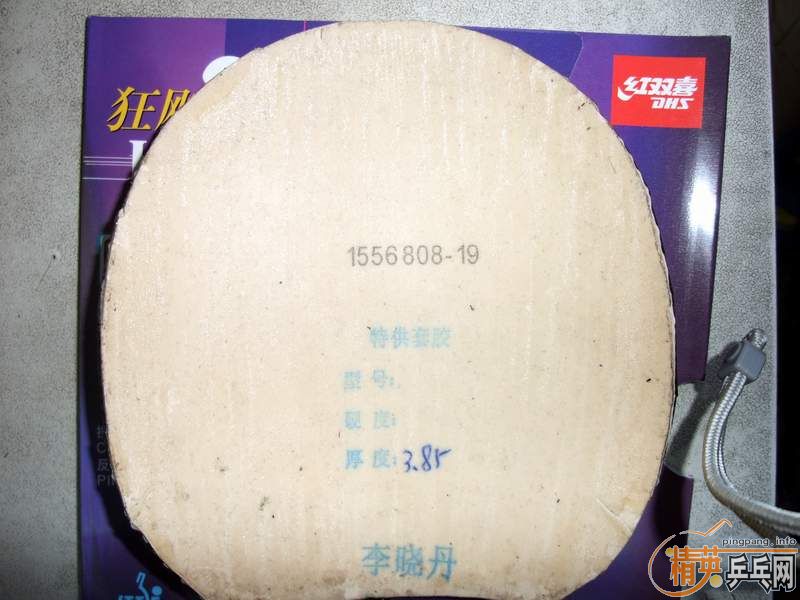 狂
红双喜
DHS
1556808-19
特供套胶
型 号:
硬 度:
厚 度: 3.85
李晓丹
pingpang.info
精英乒乓网